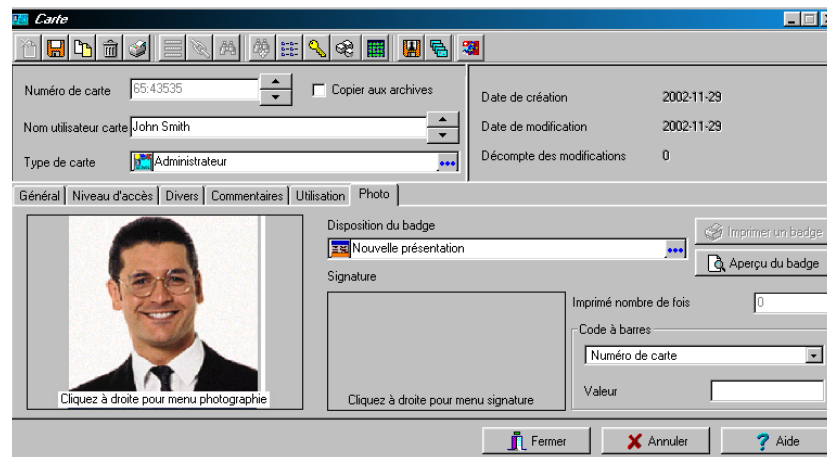 Carte
Numéro de carte 65:43535
Copier aux archives
Nom utilisateur carte John Smith
Type de carte Administrateur
Date de création 2002-11-29
Date de modification 2002-11-29
Décompte des modifications 0
Général Niveau d'accès Divers Commentaires Utilisation Photo
Cliquez à droite pour menu photographie
Disposition du badge
Nouvelle présentation
Imprimer un badge
Aperçu du badge
Signature
Cliquez à droite pour menu signature
Imprimé nombre de fois 0
Code à barres
Numéro de carte
Valeur
Fermer Annuler Aide